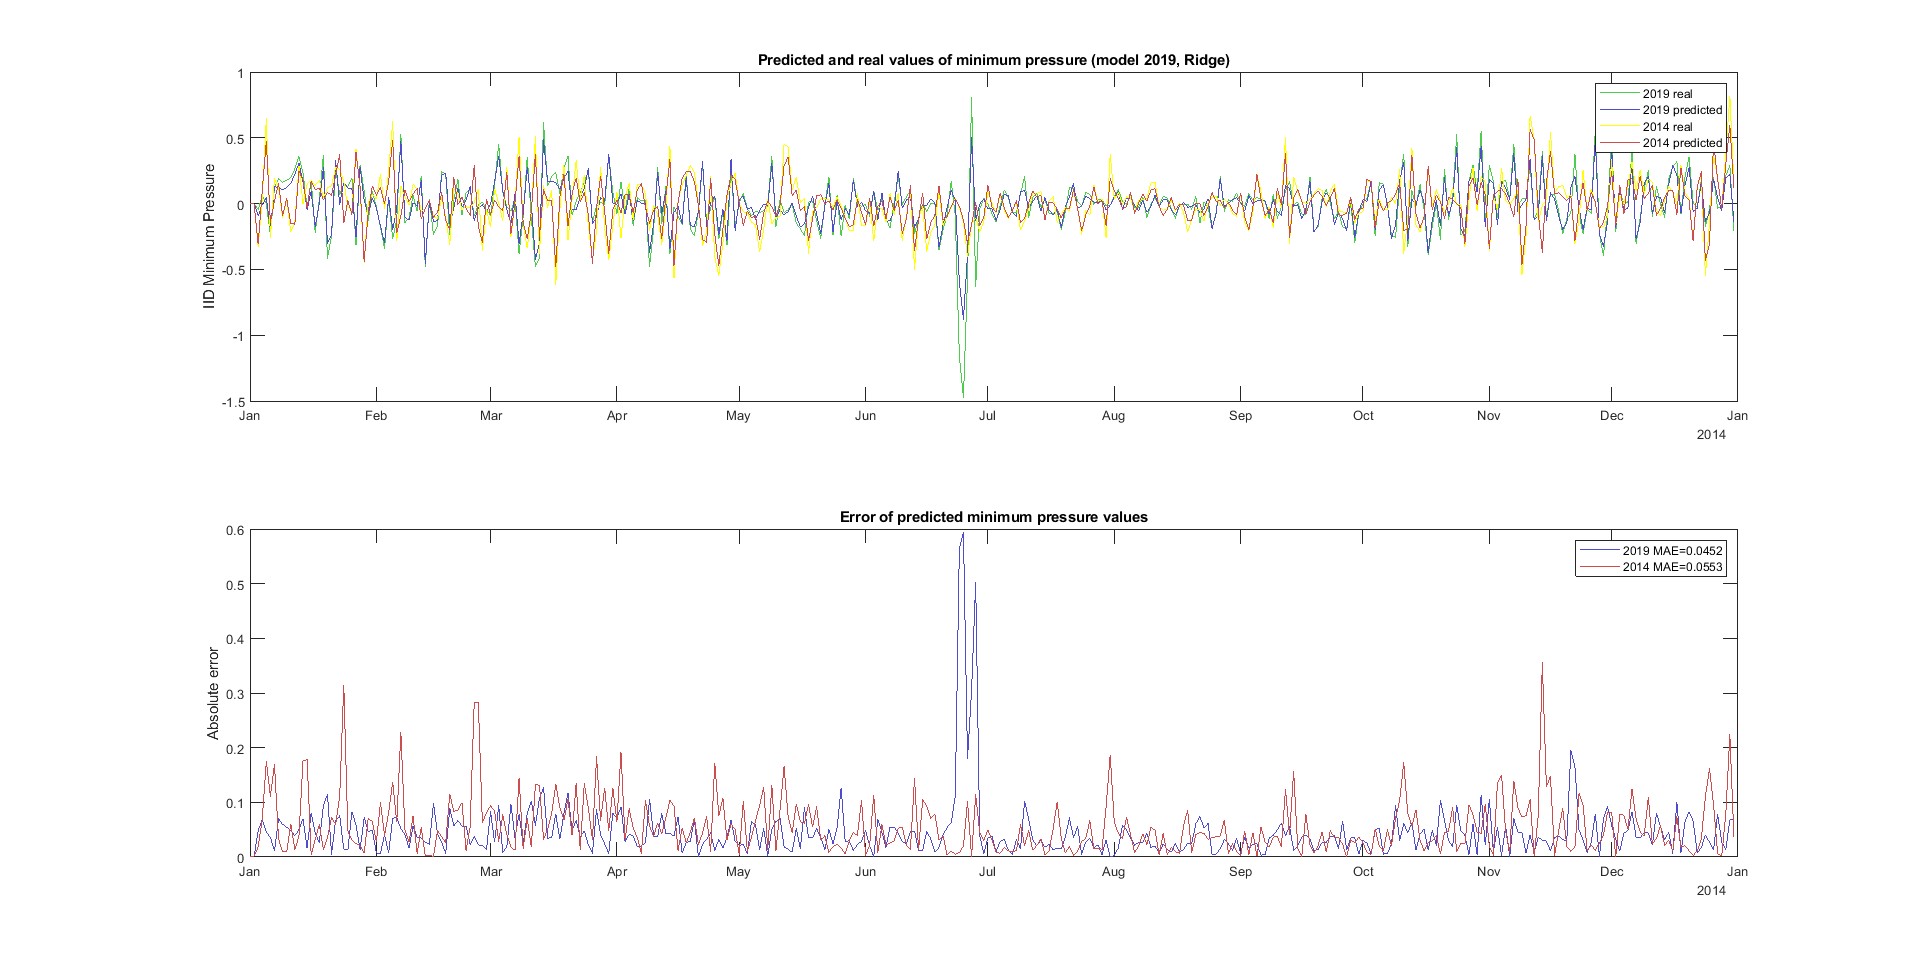 Predicted and real values of minimum pressure (model 2019, Ridge)
IID Minimum Pressure
1
0.5
0
-0.5
-1
-1.5
2019 real
2019 predicted
2014 real
2014 predicted
Jan Feb Mar Apr May Jun Jul Aug Sep Oct Nov Dec Jan
2014
Error of predicted minimum pressure values
Absolute error
0.6
0.5
0.4
0.3
0.2
0.1
0
2019 MAE=0.0452
2014 MAE=0.0553
Jan Feb Mar Apr May Jun Jul Aug Sep Oct Nov Dec Jan
2014